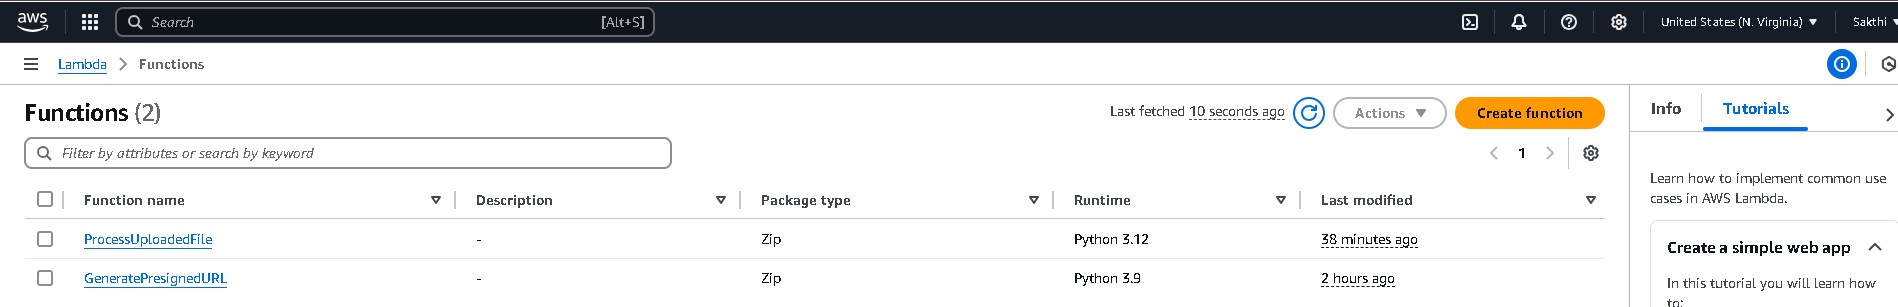 aws Search [Alt+S] United States (N. Virginia) Sakthi
Lambda Functions
Functions (2) Last fetched 10 seconds ago Actions Create function
Info Tutorials
Filter by attributes or search by keyword 1
Function name Description Package type Runtime Last modified
ProcessUploadedFile - Zip Python 3.12 38 minutes ago
GeneratePresignedURL - Zip Python 3.9 2 hours ago
Learn how to implement common use
cases in AWS Lambda.
Create a simple web app
In this tutorial you will learn how
to: